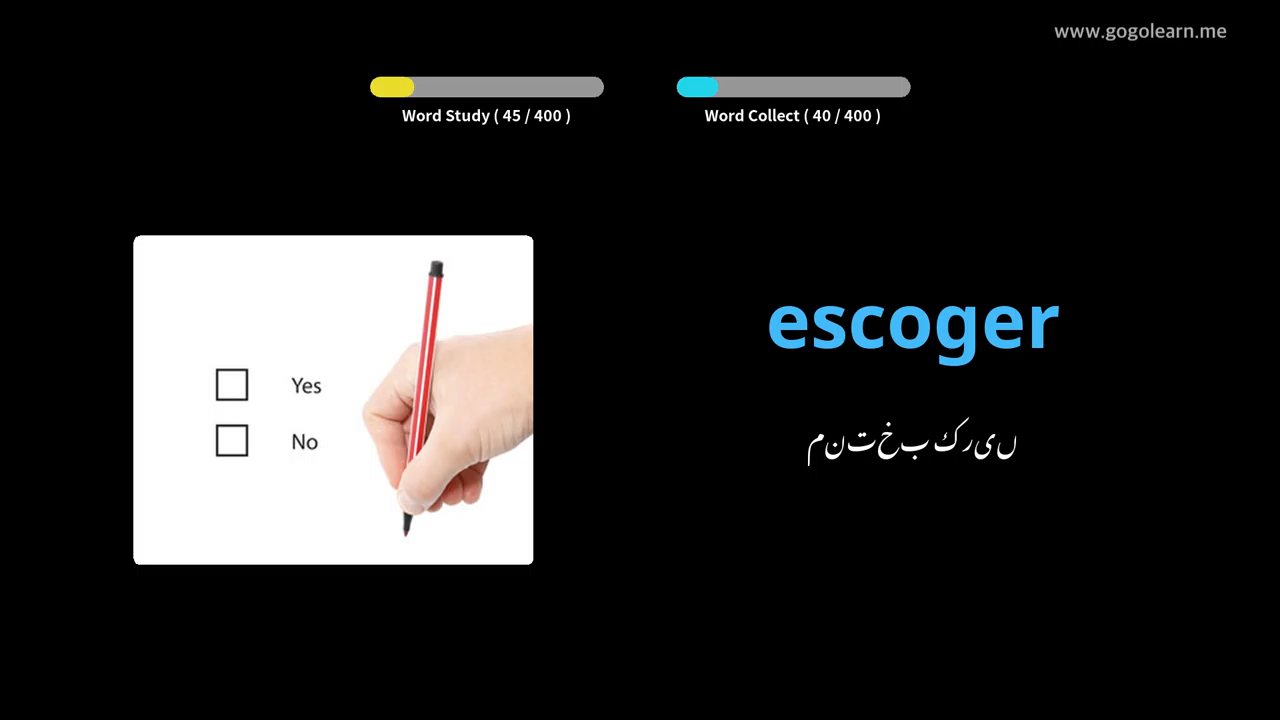 www.gogolearn.me
Word Study ( 45 / 400 )
Word Collect ( 40 / 400 )
Yes
No
escoger
منتخب کریں